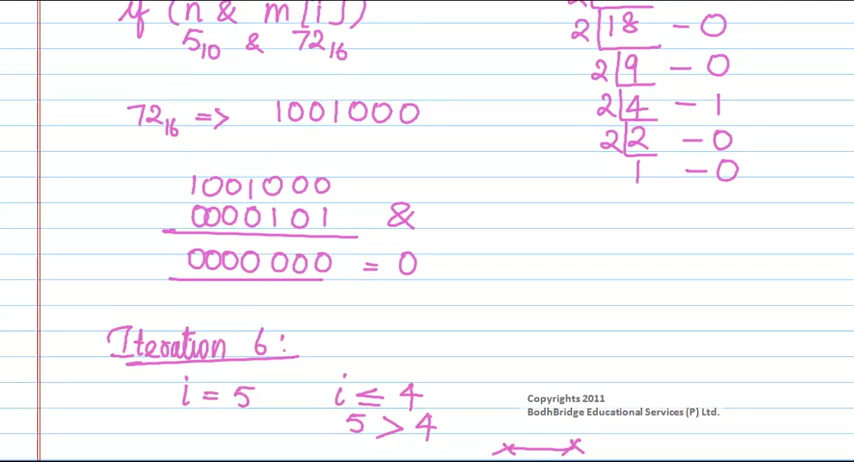 if (n & m[i])
5₁₀ & 72₁₆
72₁₆ => 1001000
1001000
0000101 &
0000000 = 0
Iteration 6:
i = 5 i ≤ 4
5 > 4
2 18 - 0
2 9 - 0
2 4 - 1
2 2 - 0
1 - 0
Copyrights 2011
BodhBridge Educational Services (P) Ltd.